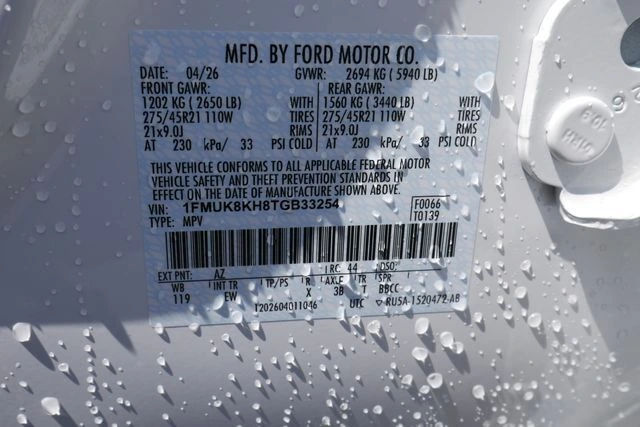 MFD. BY FORD MOTOR CO.
DATE: 04/26 GVWR: 2694 KG ( 5940 LB)
FRONT GAWR: REAR GAWR:
1202 KG ( 2650 LB) WITH 1560 KG ( 3440 LB) WITH
275/45R21 110W TIRES 275/45R21 110W TIRES
21x9.0J RIMS 21x9.0J RIMS
AT 230 kPa/ 33 PSI COLD AT 230 kPa/ 33 PSI COLD
THIS VEHICLE CONFORMS TO ALL APPLICABLE FEDERAL MOTOR
VEHICLE SAFETY AND THEFT PREVENTION STANDARDS IN
EFFECT ON THE DATE OF MANUFACTURE SHOWN ABOVE.
VIN: 1FMUK8KH8TGB33254 F0066
TYPE: MPV T0139
EXT PNT: AZ RC: 44 DSO:
WB INT TR TP/PS R AXLE TR SPR
119 EW X 3B T BBCC
1202604011046 UTC RU5A-1520472-AB
10.9